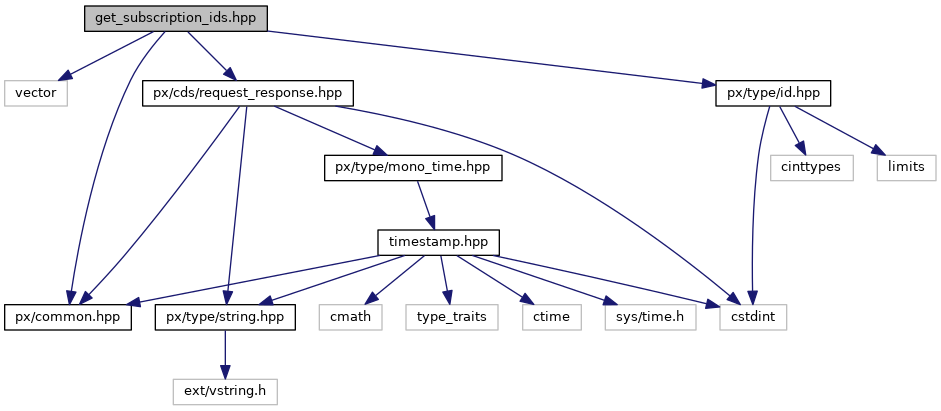 get_subscription_ids.hpp
vector
px/cds/request_response.hpp
px/type/id.hpp
px/type/mono_time.hpp
cinttypes
limits
timestamp.hpp
px/common.hpp
px/type/string.hpp
cmath
type_traits
ctime
sys/time.h
cstdint
ext/vstring.h